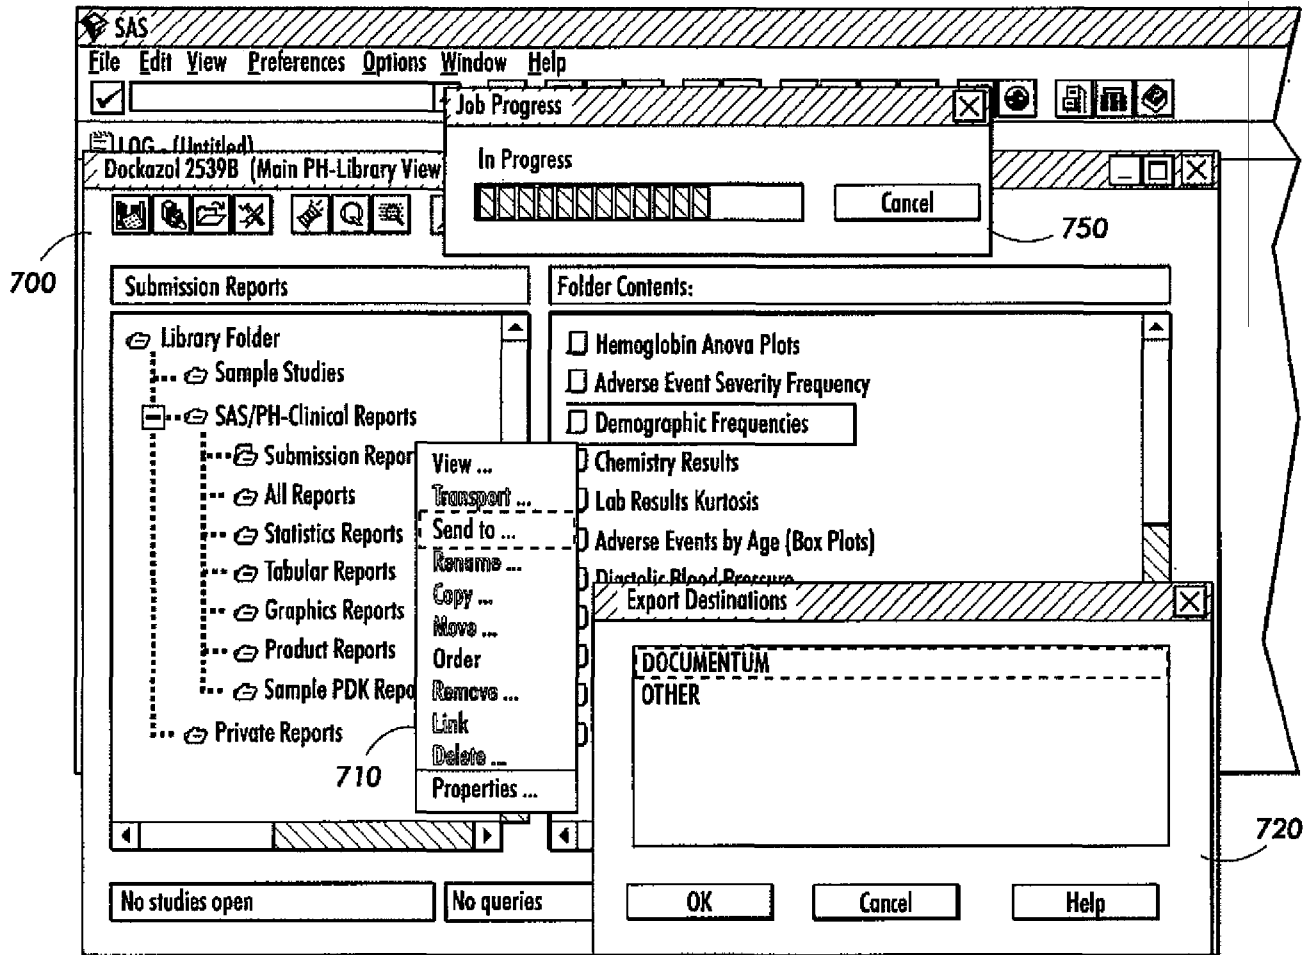 SAS
File Edit View Preferences Options Window Help
Job Progress
In Progress
Cancel
750
LOG - (Untitled)
Dockazol 2539B (Main PH-Library View
700
Submission Reports
Library Folder
Sample Studies
SAS/PH-Clinical Reports
Submission Repor
All Reports
Statistics Reports
Tabular Reports
Graphics Reports
Product Reports
Sample PDK Repo
Private Reports
Folder Contents:
Hemoglobin Anova Plots
Adverse Event Severity Frequency
Demographic Frequencies
Chemistry Results
Lab Results Kurtosis
Adverse Events by Age (Box Plots)
Diastolic Blood Pressure
View ...
Transport ...
Send to ...
Rename ...
Copy ...
Move ...
Order
Remove ...
Link
Delete ...
Properties ...
710
Export Destinations
DOCUMENTUM
OTHER
OK Cancel Help
720
No studies open
No queries